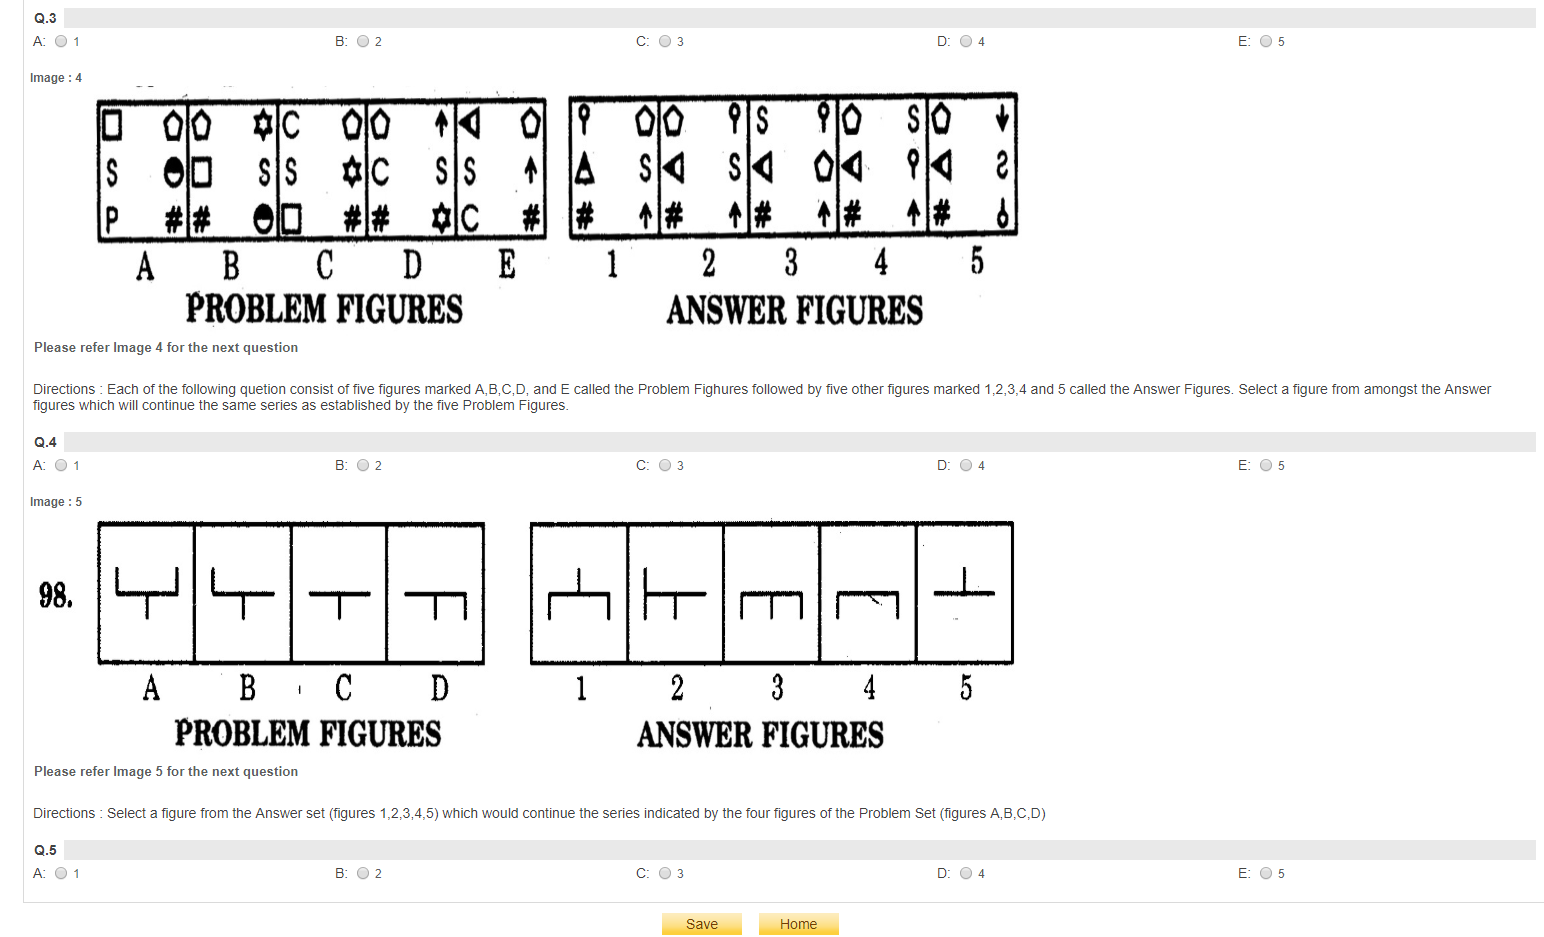 Q.3
A: 1 B: 2 C: 3 D: 4 E: 5
Image : 4
C S S
S S S C S S S S
P # # # # C # # # # # #
A B C D E 1 2 3 4 5
PROBLEM FIGURES ANSWER FIGURES
Please refer Image 4 for the next question
Directions : Each of the following quetion consist of five figures marked A,B,C,D, and E called the Problem Fighures followed by five other figures marked 1,2,3,4 and 5 called the Answer Figures. Select a figure from amongst the Answer
figures which will continue the same series as established by the five Problem Figures.
Q.4
A: 1 B: 2 C: 3 D: 4 E: 5
Image : 5
98.
A B C D 1 2 3 4 5
PROBLEM FIGURES ANSWER FIGURES
Please refer Image 5 for the next question
Directions : Select a figure from the Answer set (figures 1,2,3,4,5) which would continue the series indicated by the four figures of the Problem Set (figures A,B,C,D)
Q.5
A: 1 B: 2 C: 3 D: 4 E: 5
Save Home